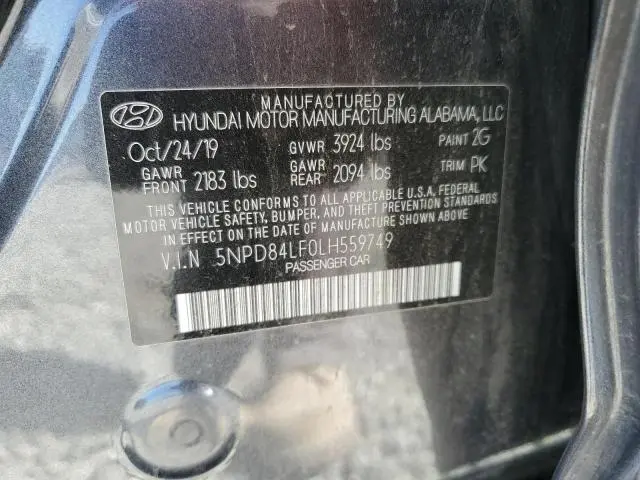 MANUFACTURED BY
HYUNDAI MOTOR MANUFACTURING ALABAMA, LLC
Oct/24/19 GVWR 3924 lbs PAINT 2G
GAWR FRONT 2183 lbs GAWR REAR 2094 lbs TRIM PK
THIS VEHICLE CONFORMS TO ALL APPLICABLE U.S.A. FEDERAL
MOTOR VEHICLE SAFETY, BUMPER, AND THEFT PREVENTION STANDARDS
IN EFFECT ON THE DATE OF MANUFACTURE SHOWN ABOVE.
V.I.N 5NPD84LF0LH559749
PASSENGER CAR